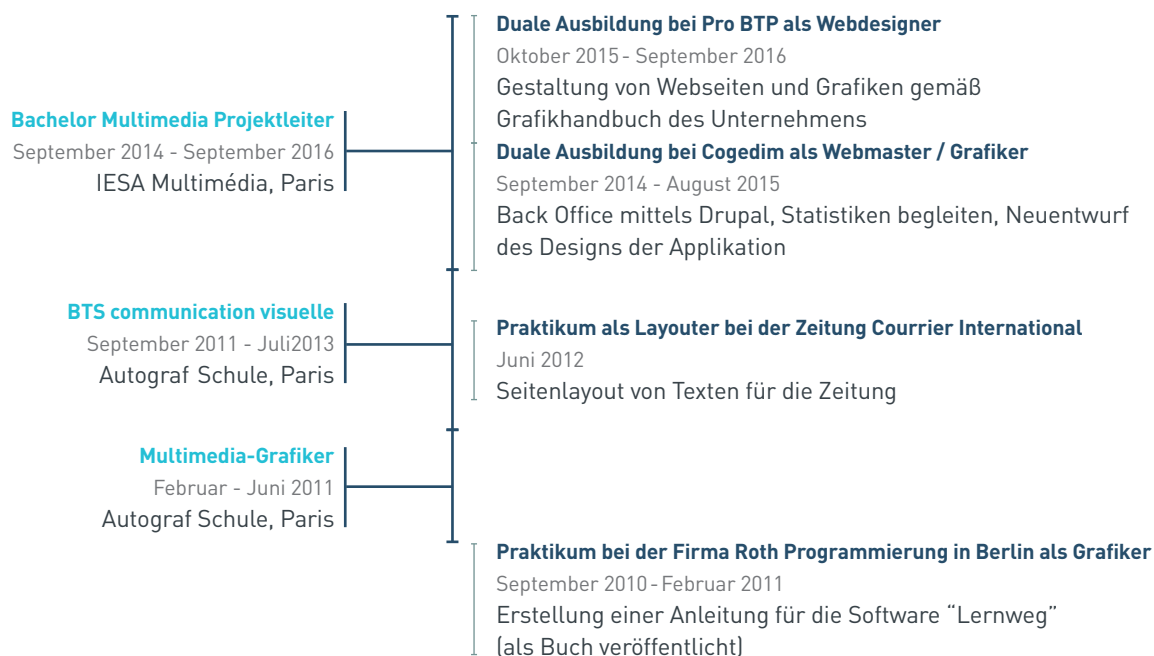 Duale Ausbildung bei Pro BTP als Webdesigner
Oktober 2015 - September 2016
Gestaltung von Webseiten und Grafiken gemäß
Grafikhandbuch des Unternehmens
Bachelor Multimedia Projektleiter
September 2014 - September 2016
IESA Multimédia, Paris
Duale Ausbildung bei Cogedim als Webmaster / Grafiker
September 2014 - August 2015
Back Office mittels Drupal, Statistiken begleiten, Neuentwurf
des Designs der Applikation
BTS communication visuelle
September 2011 - Juli2013
Autograf Schule, Paris
Praktikum als Layouter bei der Zeitung Courrier International
Juni 2012
Seitenlayout von Texten für die Zeitung
Multimedia-Grafiker
Februar - Juni 2011
Autograf Schule, Paris
Praktikum bei der Firma Roth Programmierung in Berlin als Grafiker
September 2010 - Februar 2011
Erstellung einer Anleitung für die Software “Lernweg”
(als Buch veröffentlicht)